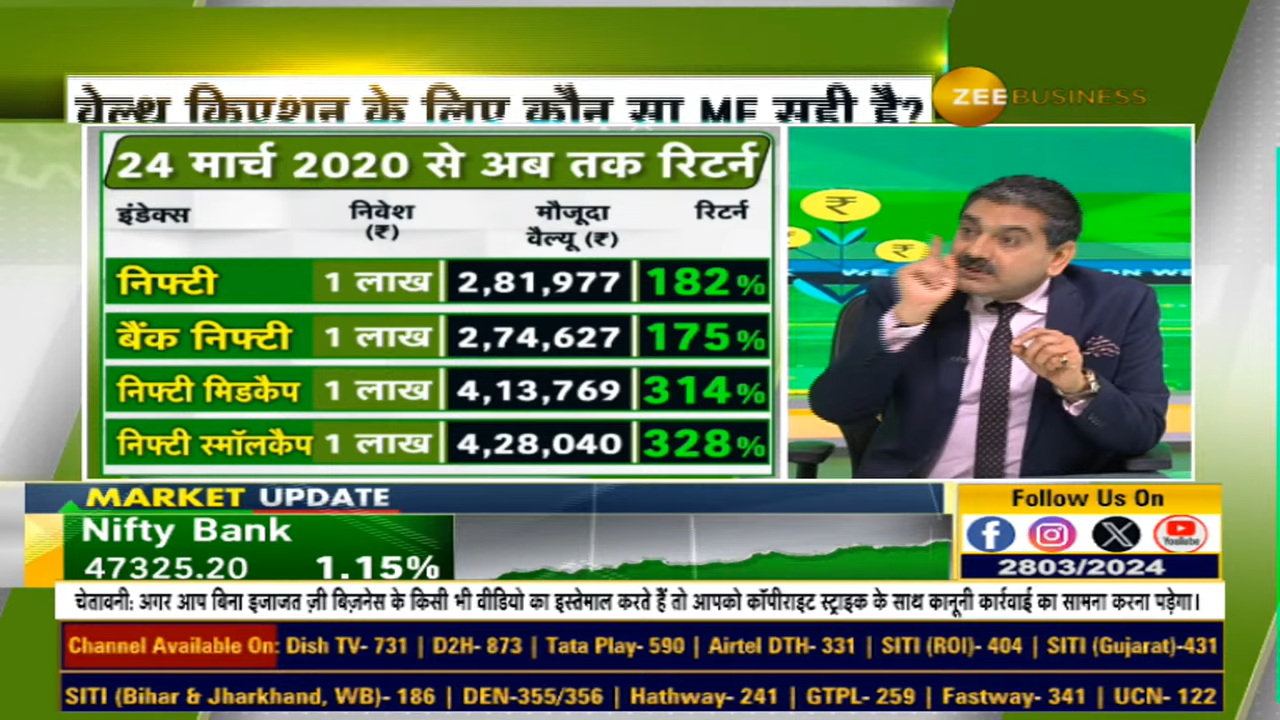 वेल्थ क्रिएशन के लिए कौन सा MF सही है?
ZEE BUSINESS
24 मार्च 2020 से अब तक रिटर्न
इंडेक्स निवेश (₹) मौजूदा वैल्यू (₹) रिटर्न
निफ्टी 1 लाख 2,81,977 182%
बैंक निफ्टी 1 लाख 2,74,627 175%
निफ्टी मिडकैप 1 लाख 4,13,769 314%
निफ्टी स्मॉलकैप 1 लाख 4,28,040 328%
MARKET UPDATE
Nifty Bank
47325.20 1.15%
Follow Us On
YouTube
2803/2024
चेतावनी: अगर आप बिना इजाजत ज़ी बिज़नेस के किसी भी वीडियो का इस्तेमाल करते हैं तो आपको कॉपीराइट स्ट्राइक के साथ कानूनी कार्रवाई का सामना करना पड़ेगा।
Channel Available On: Dish TV- 731 | D2H- 873 | Tata Play- 590 | Airtel DTH- 331 | SITI (ROI)- 404 | SITI (Gujarat)-431
SITI (Bihar & Jharkhand, WB)- 186 | DEN-355/356 | Hathway- 241 | GTPL- 259 | Fastway- 341 | UCN- 122